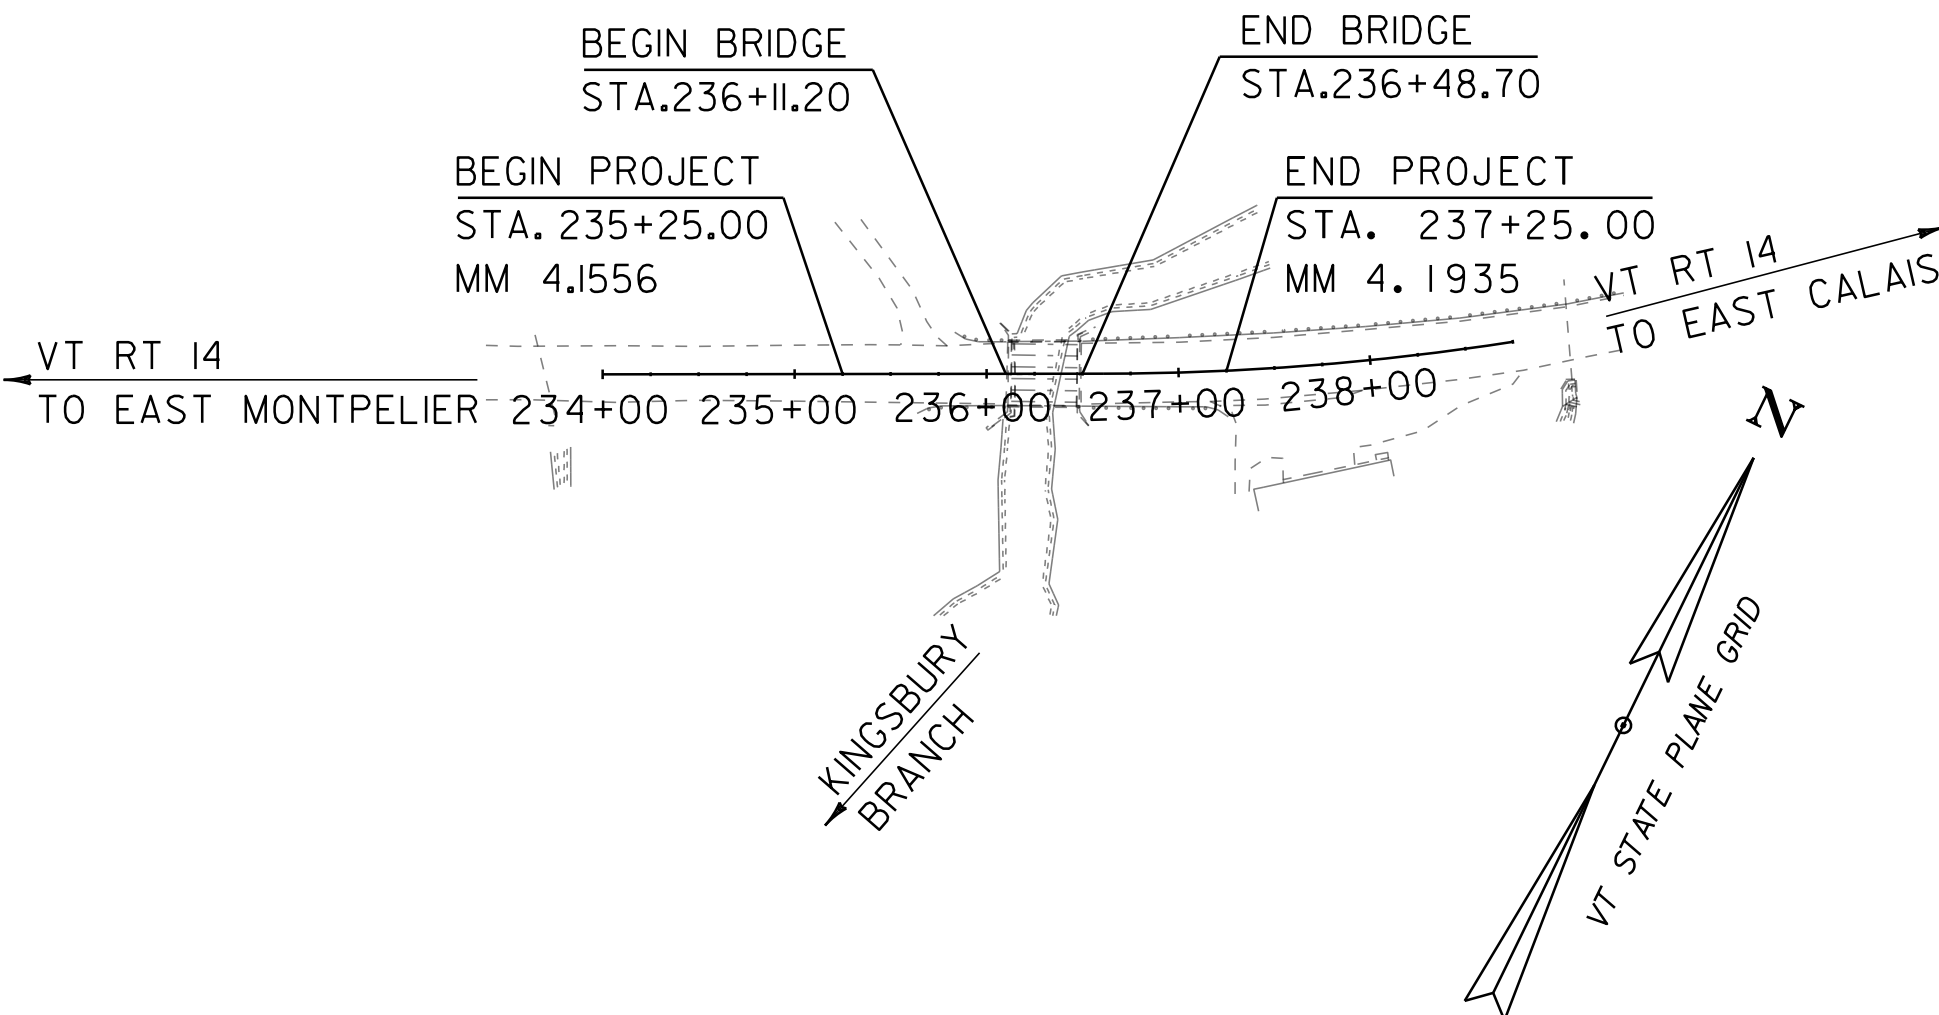 BEGIN BRIDGE
STA.236+11.20
END BRIDGE
STA.236+48.70
BEGIN PROJECT
STA. 235+25.00
MM 4.1556
END PROJECT
STA. 237+25.00
MM 4.1935
VT RT 14
TO EAST CALAIS
VT RT 14
TO EAST MONTPELIER
234+00
235+00
236+00
237+00
238+00
N
KINGSBURY
BRANCH
VT STATE PLANE GRID